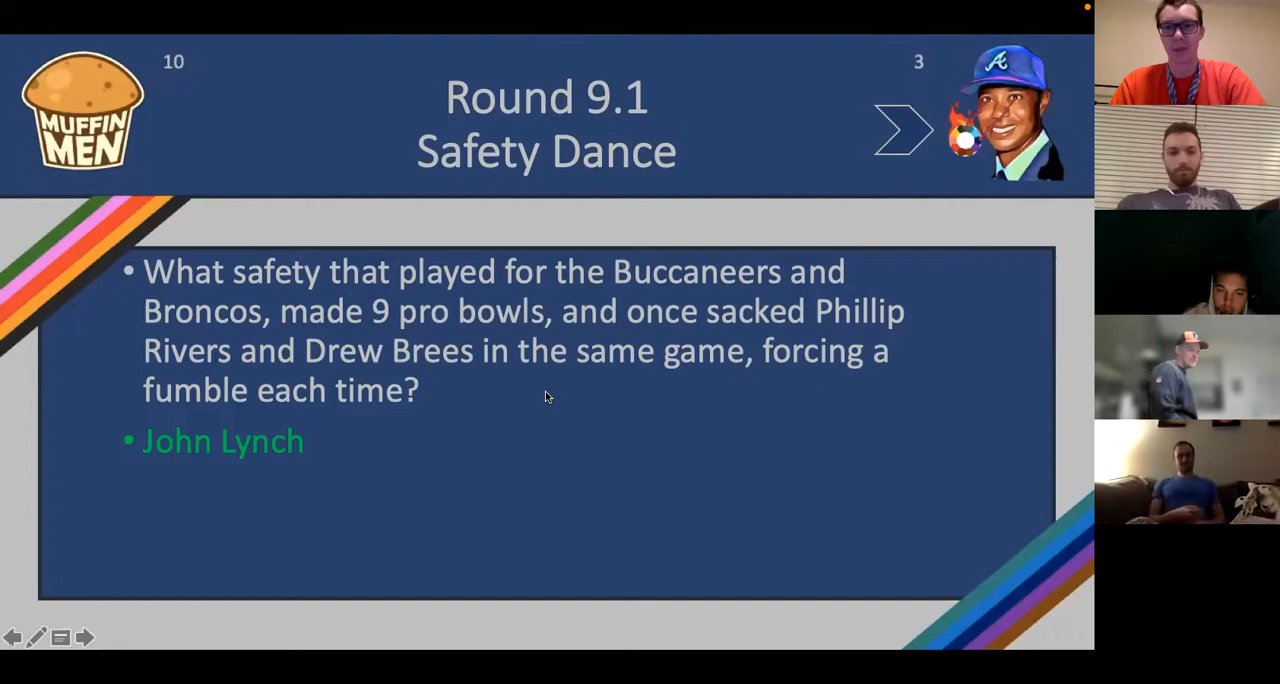 10
3
Round 9.1
Safety Dance
MUFFIN
MEN
A
• What safety that played for the Buccaneers and
Broncos, made 9 pro bowls, and once sacked Phillip
Rivers and Drew Brees in the same game, forcing a
fumble each time?
• John Lynch